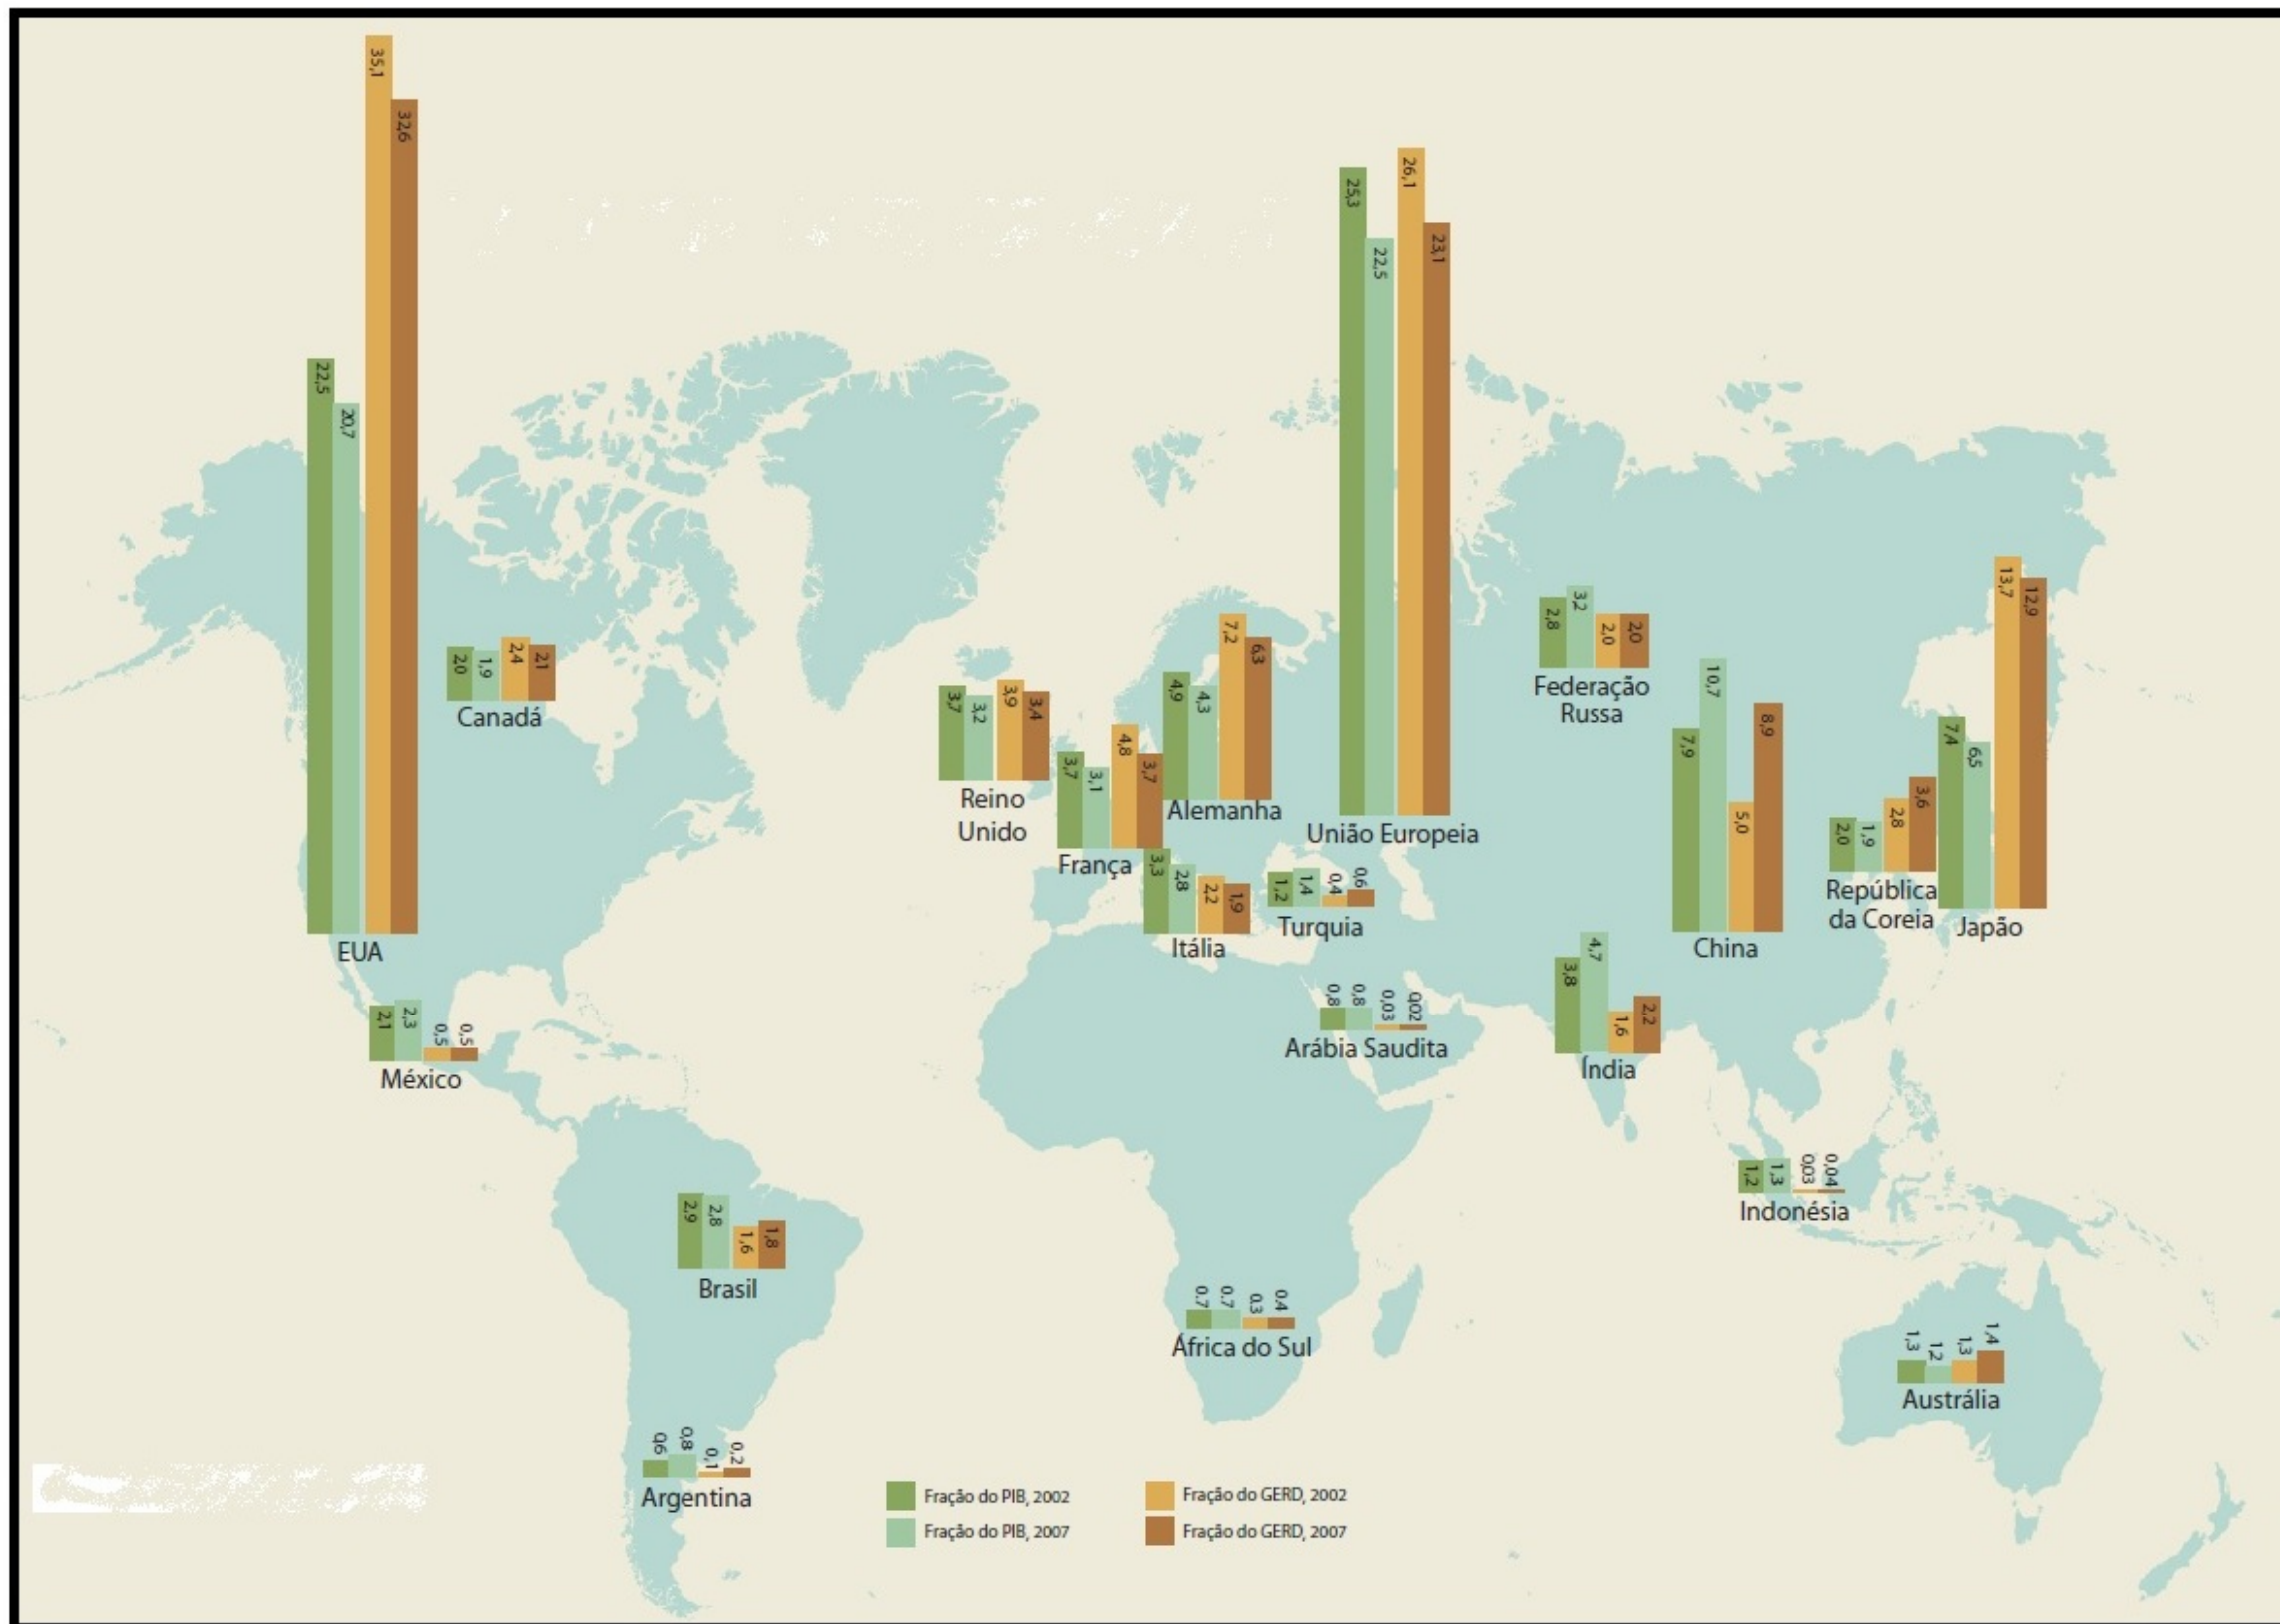 35,1
32,6
22,5
20,7
EUA
2,0
1,9
2,4
2,1
Canadá
2,1
2,3
0,5
0,5
México
2,9
2,8
1,6
1,8
Brasil
0,6
0,8
0,1
0,2
Argentina
3,7
3,2
3,9
3,4
Reino
Unido
3,7
3,1
4,8
3,7
França
4,9
4,3
7,2
6,3
Alemanha
3,3
2,8
2,2
1,9
Itália
25,3
22,5
26,1
23,1
União Europeia
1,2
1,4
0,4
0,6
Turquia
0,8
0,8
0,03
0,02
Arábia Saudita
0.7
0.7
0.3
0.4
África do Sul
2,8
3,2
2,0
2,0
Federação
Russa
7,9
10,7
5,0
8,9
China
3,8
4,7
1,6
2,2
Índia
2,0
1,9
2,8
3,6
República
da Coreia
7,4
6,5
13,7
12,9
Japão
1,2
1,3
0,03
0,04
Indonésia
1,3
1,2
1,3
1,4
Austrália
Fração do PIB, 2002
Fração do PIB, 2007
Fração do GERD, 2002
Fração do GERD, 2007